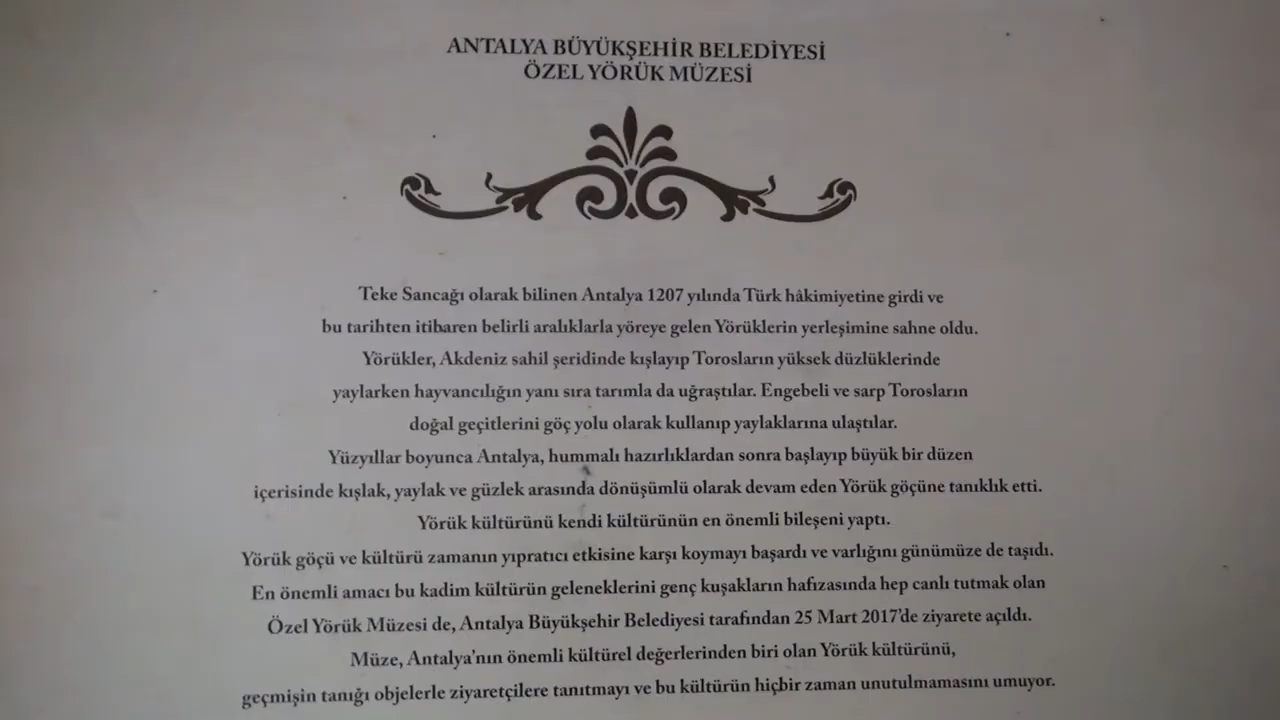 ANTALYA BÜYÜKŞEHİR BELEDİYESİ
ÖZEL YÖRÜK MÜZESİ
Teke Sancağı olarak bilinen Antalya 1207 yılında Türk hâkimiyetine girdi ve
bu tarihten itibaren belirli aralıklarla yöreye gelen Yörüklerin yerleşimine sahne oldu.
Yörükler, Akdeniz sahil şeridinde kışlayıp Torosların yüksek düzlüklerinde
yaylarken hayvancılığın yanı sıra tarımla da uğraştılar. Engebeli ve sarp Torosların
doğal geçitlerini göç yolu olarak kullanıp yaylaklarına ulaştılar.
Yüzyıllar boyunca Antalya, hummalı hazırlıklardan sonra başlayıp büyük bir düzen
içerisinde kışlak, yaylak ve güzlek arasında dönüşümlü olarak devam eden Yörük göçüne tanıklık etti.
Yörük kültürünü kendi kültürünün en önemli bileşeni yaptı.
Yörük göçü ve kültürü zamanın yıpratıcı etkisine karşı koymayı başardı ve varlığını günümüze de taşıdı.
En önemli amacı bu kadim kültürün geleneklerini genç kuşakların hafızasında hep canlı tutmak olan
Özel Yörük Müzesi de, Antalya Büyükşehir Belediyesi tarafından 25 Mart 2017'de ziyarete açıldı.
Müze, Antalya'nın önemli kültürel değerlerinden biri olan Yörük kültürünü,
geçmişin tanığı objelerle ziyaretçilere tanıtmayı ve bu kültürün hiçbir zaman unutulmamasını umuyor.